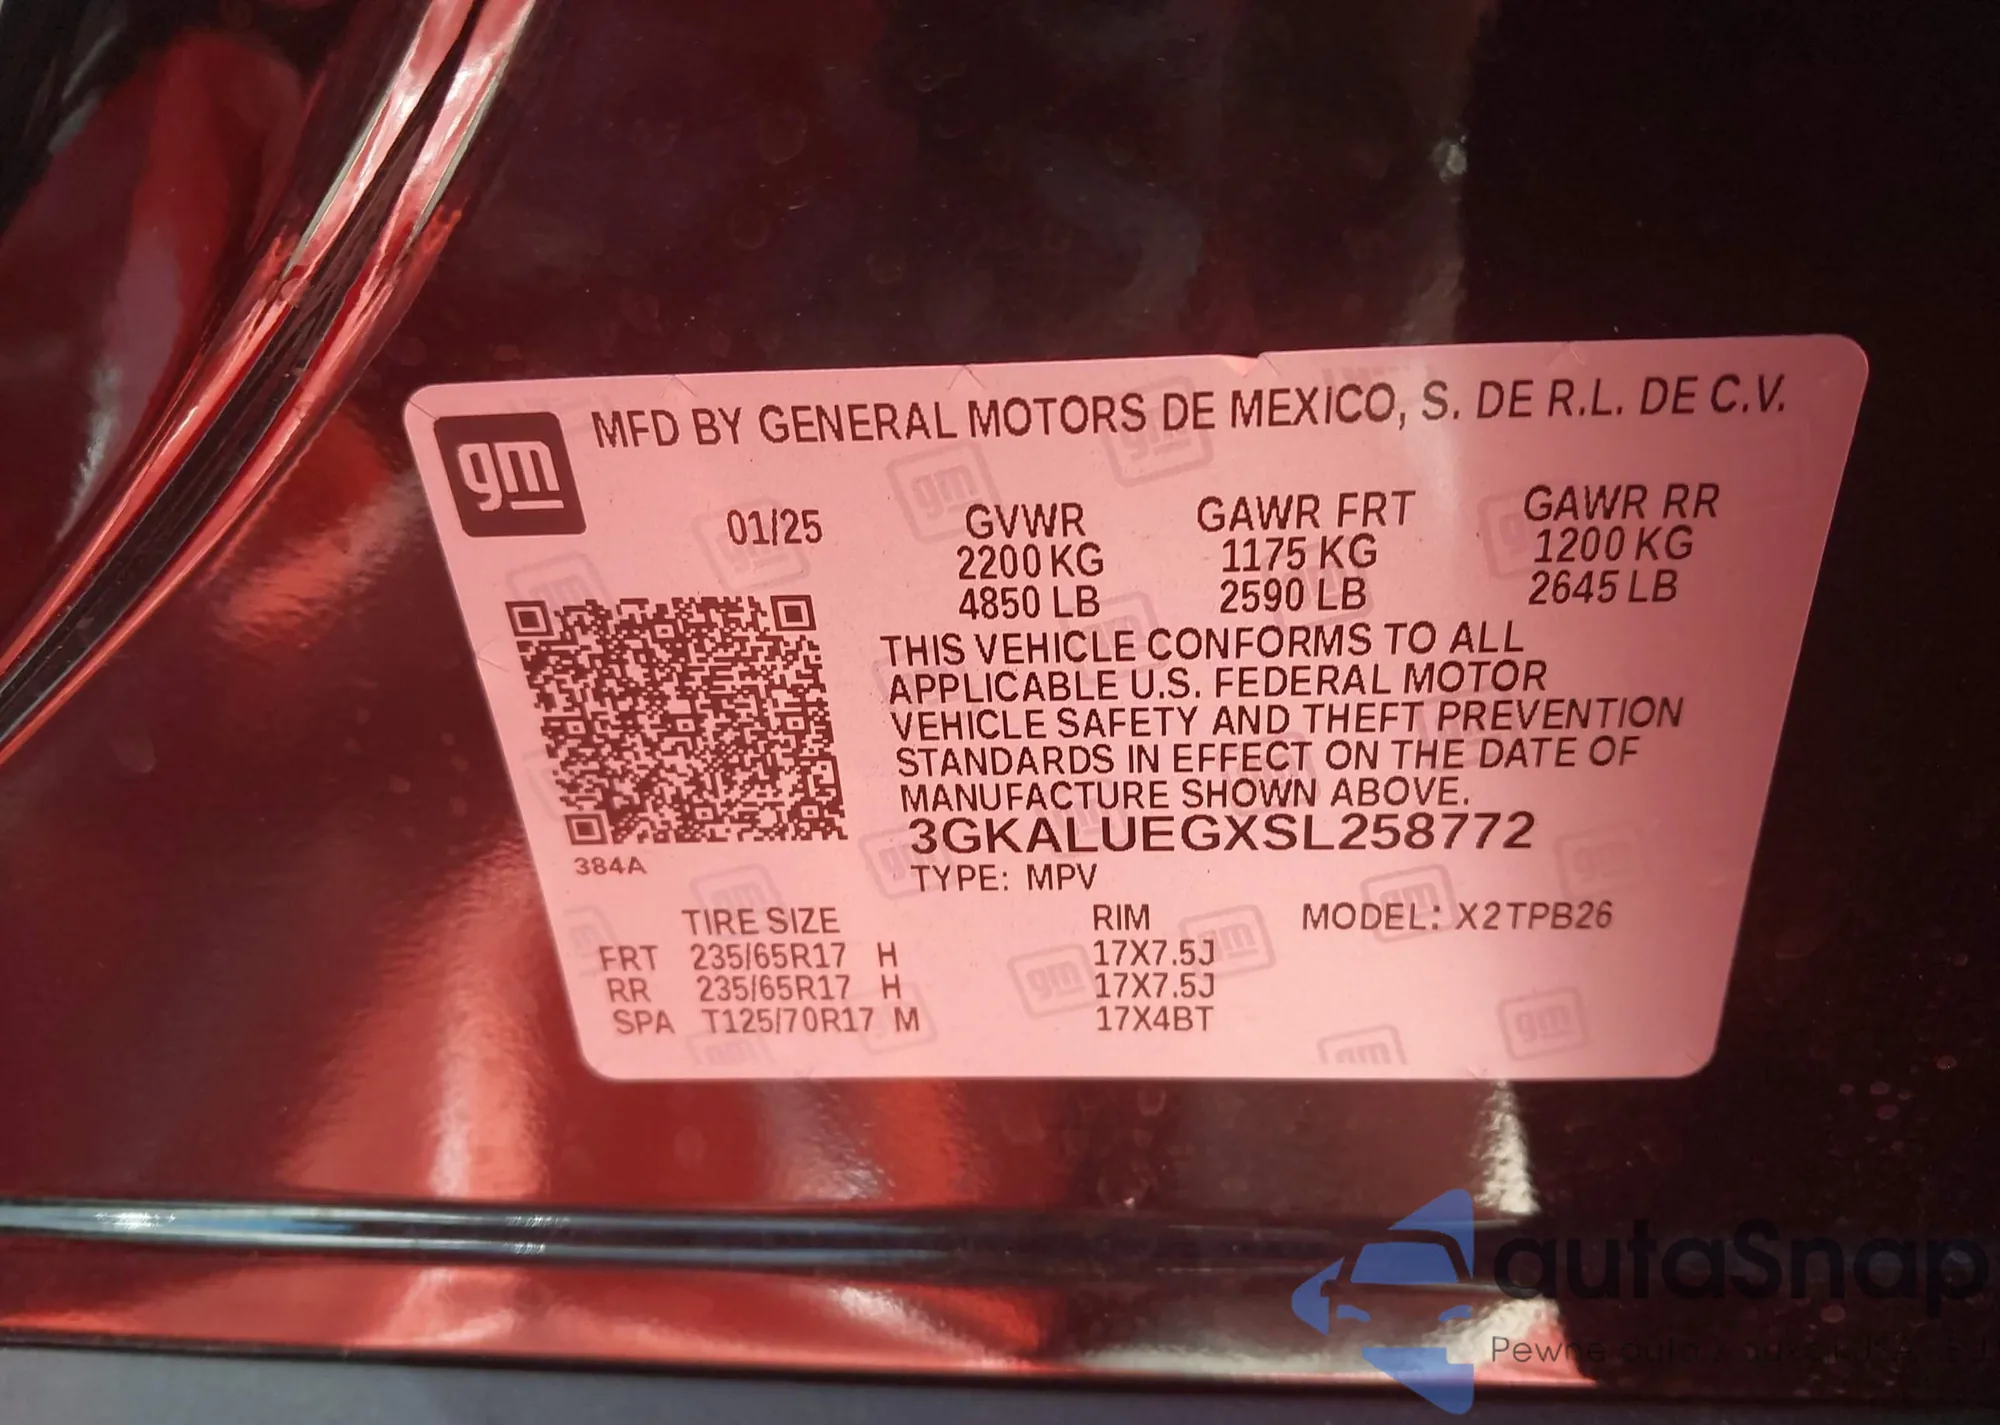 gm MFD BY GENERAL MOTORS DE MEXICO, S. DE R.L. DE C.V.
01/25 GVWR GAWR FRT GAWR RR
2200 KG 1175 KG 1200 KG
4850 LB 2590 LB 2645 LB
THIS VEHICLE CONFORMS TO ALL
APPLICABLE U.S. FEDERAL MOTOR
VEHICLE SAFETY AND THEFT PREVENTION
STANDARDS IN EFFECT ON THE DATE OF
MANUFACTURE SHOWN ABOVE.
3GKALUEGXSL258772
384A
TYPE: MPV
TIRE SIZE RIM MODEL: X2TPB26
FRT 235/65R17 H 17X7.5J
RR 235/65R17 H 17X7.5J
SPA T125/70R17 M 17X4BT
autaSnap
Pewne auta z